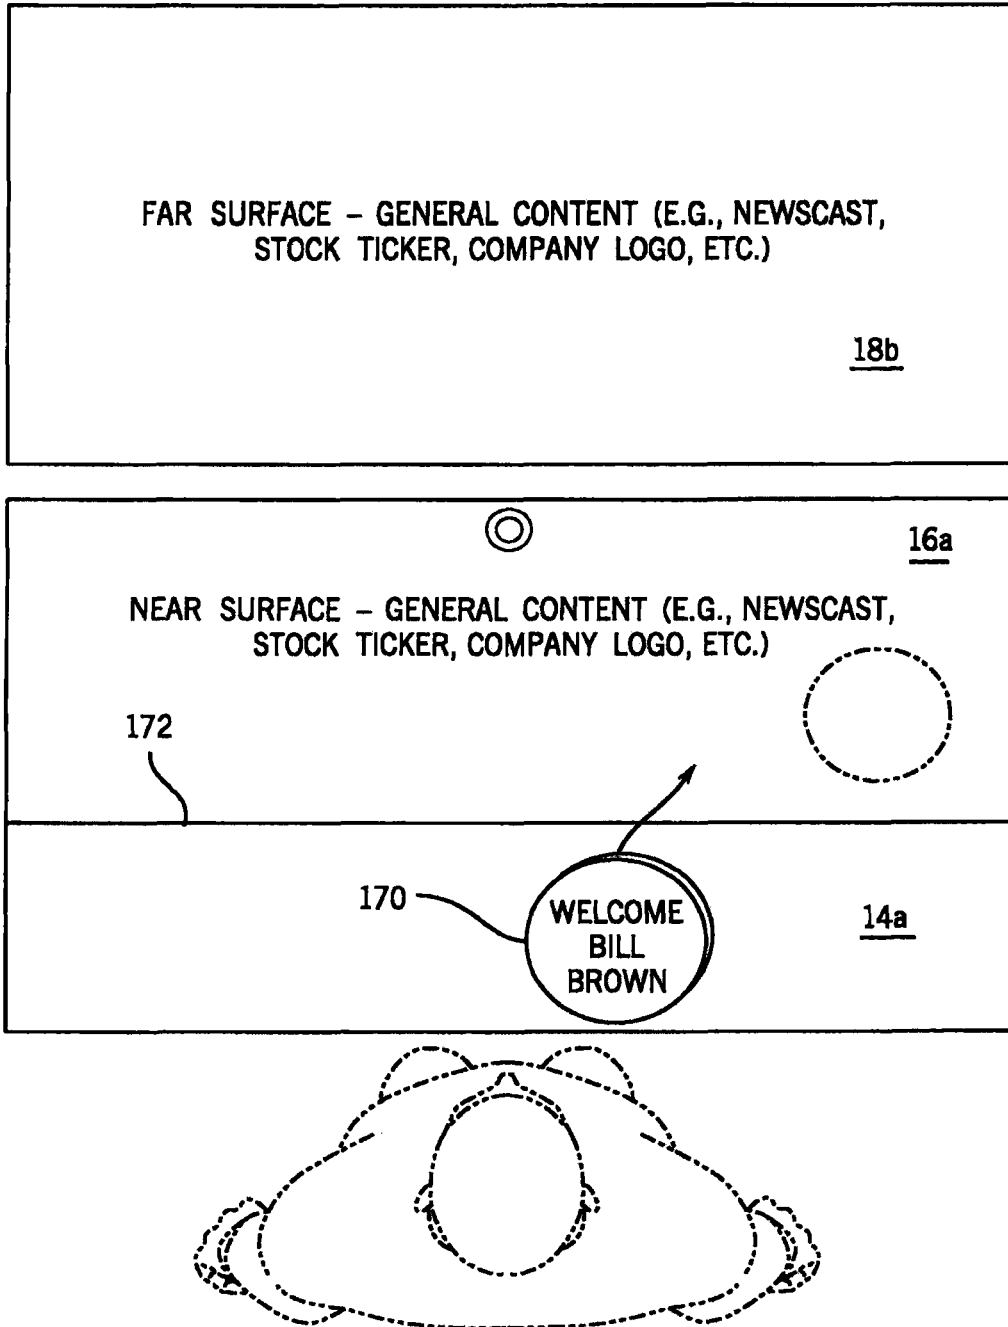 FAR SURFACE – GENERAL CONTENT (E.G., NEWSCAST,
STOCK TICKER, COMPANY LOGO, ETC.)
18b
16a
NEAR SURFACE – GENERAL CONTENT (E.G., NEWSCAST,
STOCK TICKER, COMPANY LOGO, ETC.)
172
170
WELCOME
BILL
BROWN
14a